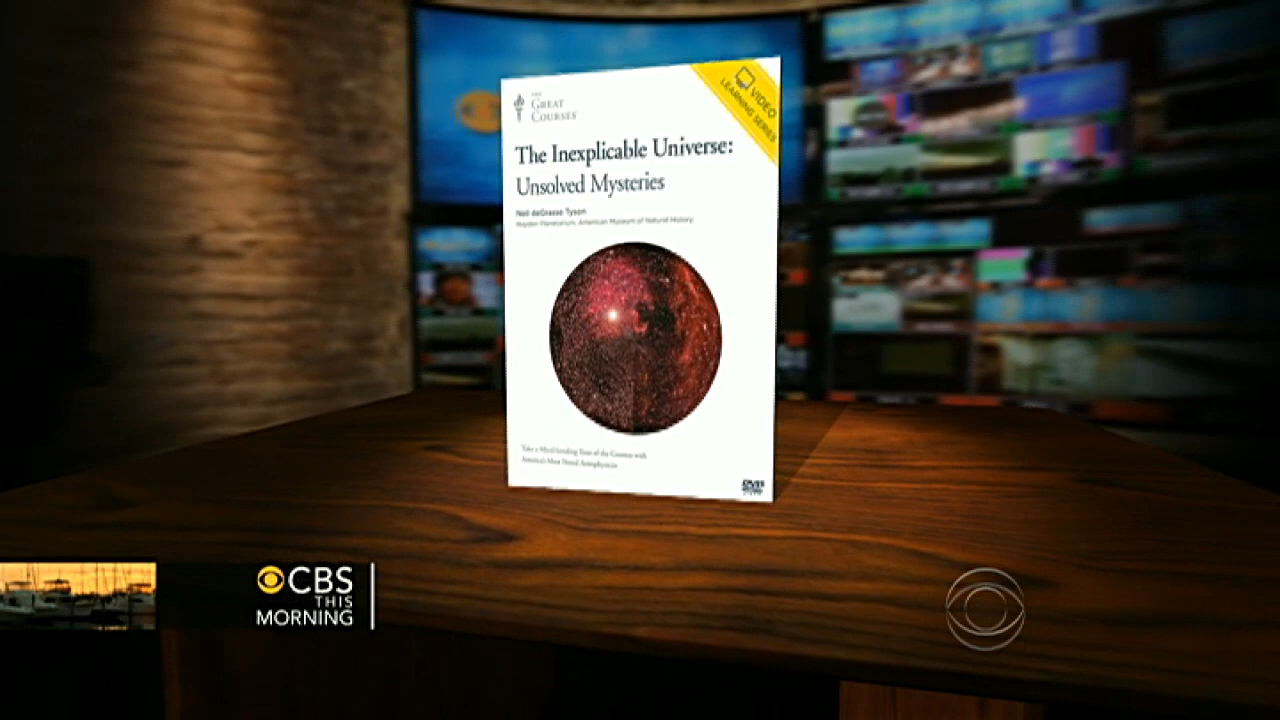 THE
GREAT
COURSES
VIDEO
LEARNING SERIES
The Inexplicable Universe:
Unsolved Mysteries
Neil deGrasse Tyson
Hayden Planetarium, American Museum of Natural History
Take a Mind-bending Tour of the Cosmos with
America's Most Noted Astrophysicist
DVD
CBS
THIS
MORNING